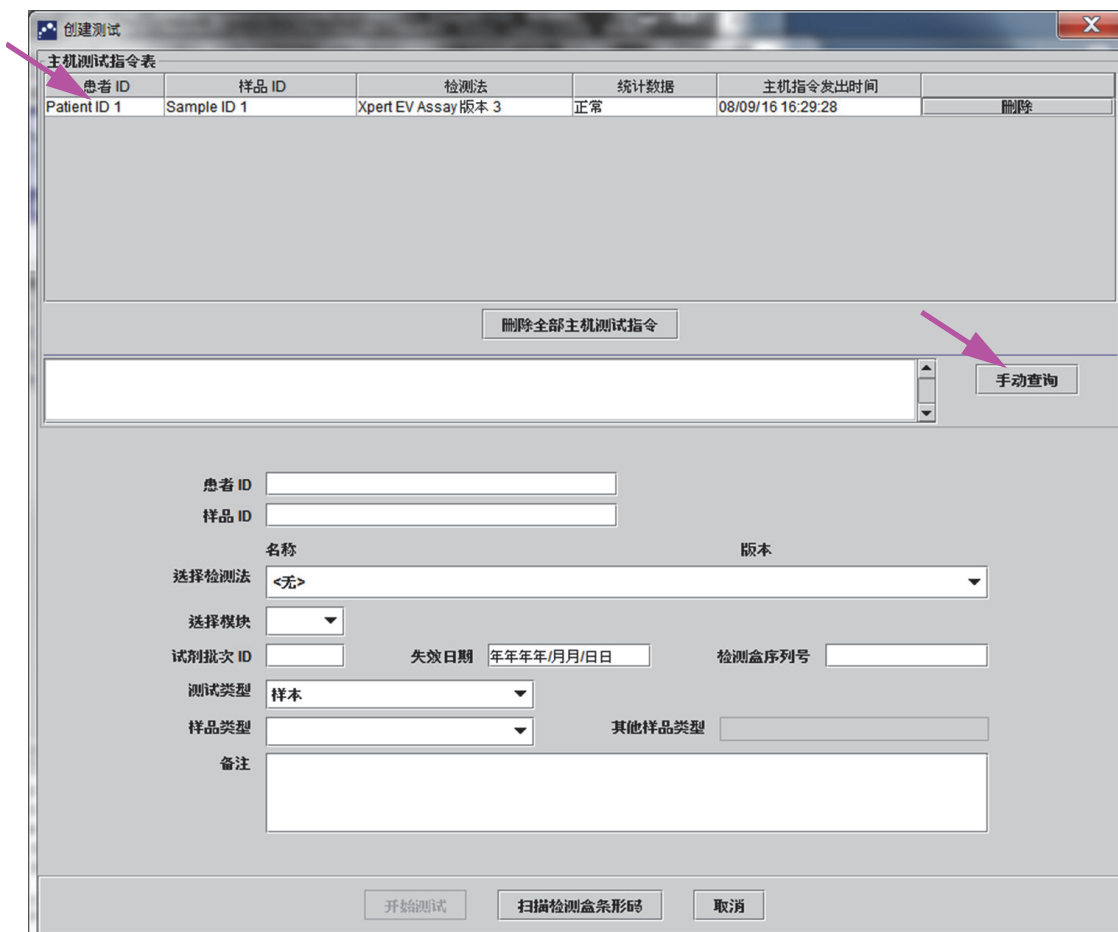 创建测试
主机测试指令表
患者 ID 样品 ID 检测法 统计数据 主机指令发出时间
Patient ID 1 Sample ID 1 Xpert EV Assay 版本 3 正常 08/09/16 16:29:28 删除
删除全部主机测试指令
手动查询
患者 ID
样品 ID
名称 版本
选择检测法 <无>
选择模块
试剂批次 ID 失效日期 年年年年/月月/日日 检测盒序列号
测试类型 样本
样品类型 其他样品类型
备注
开始测试 扫描检测盒条形码 取消